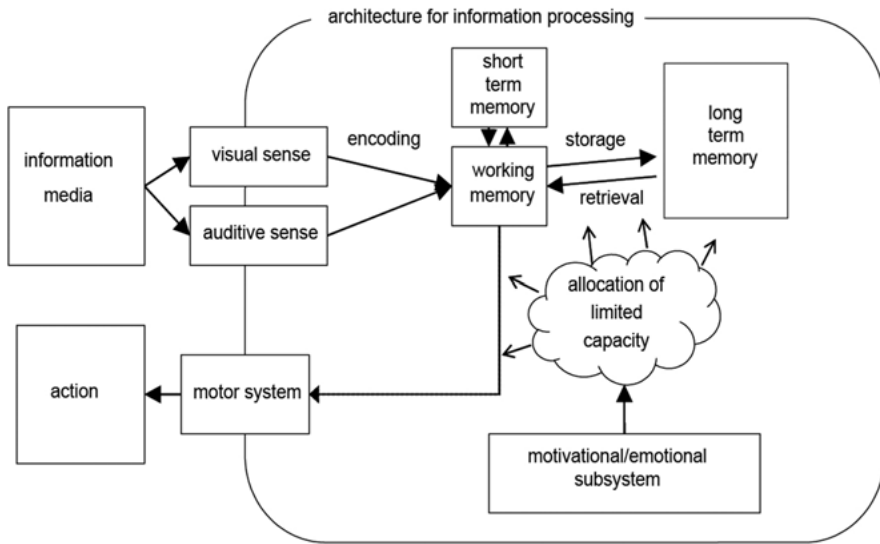 architecture for information processing
short
term
memory
long
term
memory
information
media
visual sense
encoding
storage
working
memory
retrieval
auditive sense
allocation of
limited
capacity
action
motor system
motivational/emotional
subsystem